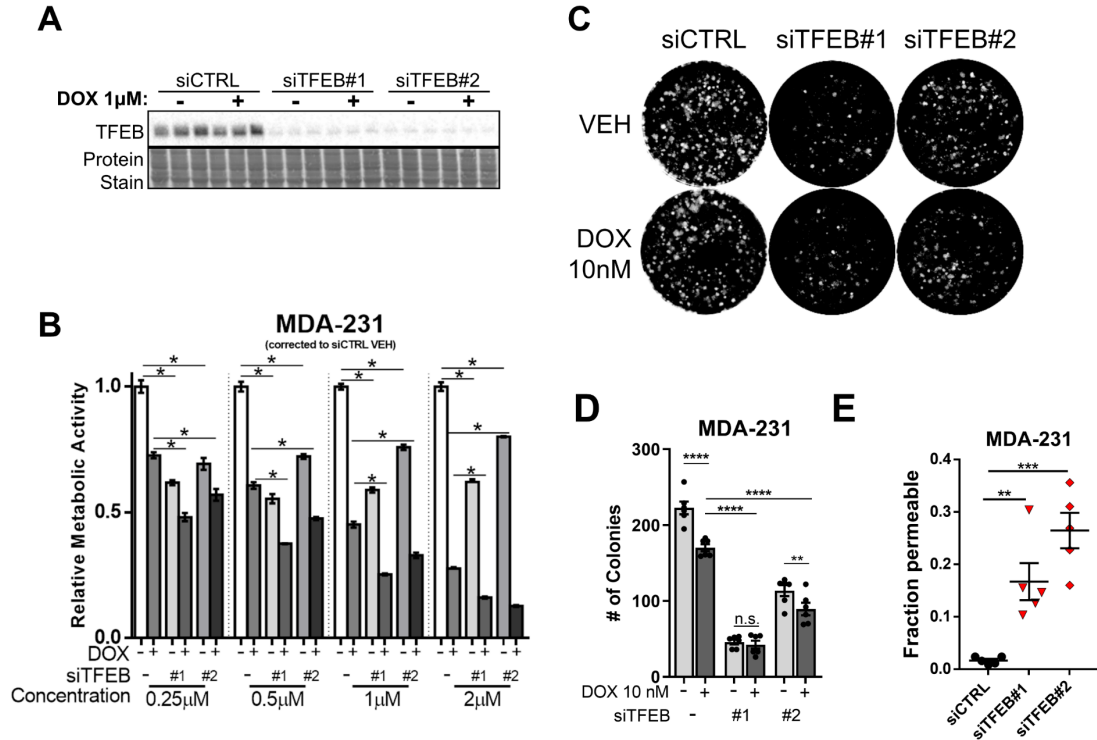 A
siCTRL siTFEB#1 siTFEB#2
DOX 1μM: - + - + - +
TFEB
Protein
Stain
B
MDA-231
(corrected to siCTRL VEH)
Relative Metabolic Activity
1.0
0.5
0.0
* * * *
* * * *
* * * *
* * * *
- + - + - + - + - + - + - + - + - + - + - + - +
DOX
siTFEB - #1 #2 - #1 #2 - #1 #2 - #1 #2
Concentration 0.25μM 0.5μM 1μM 2μM
C
siCTRL siTFEB#1 siTFEB#2
VEH
DOX
10nM
D
MDA-231
# of Colonies
300
200
100
0
**** **** **** n.s. **
DOX 10 nM - + - + - +
siTFEB - #1 #2
E
MDA-231
Fraction permeable
0.4
0.3
0.2
0.1
0.0
***
**
siCTRL
siTFEB#1
siTFEB#2